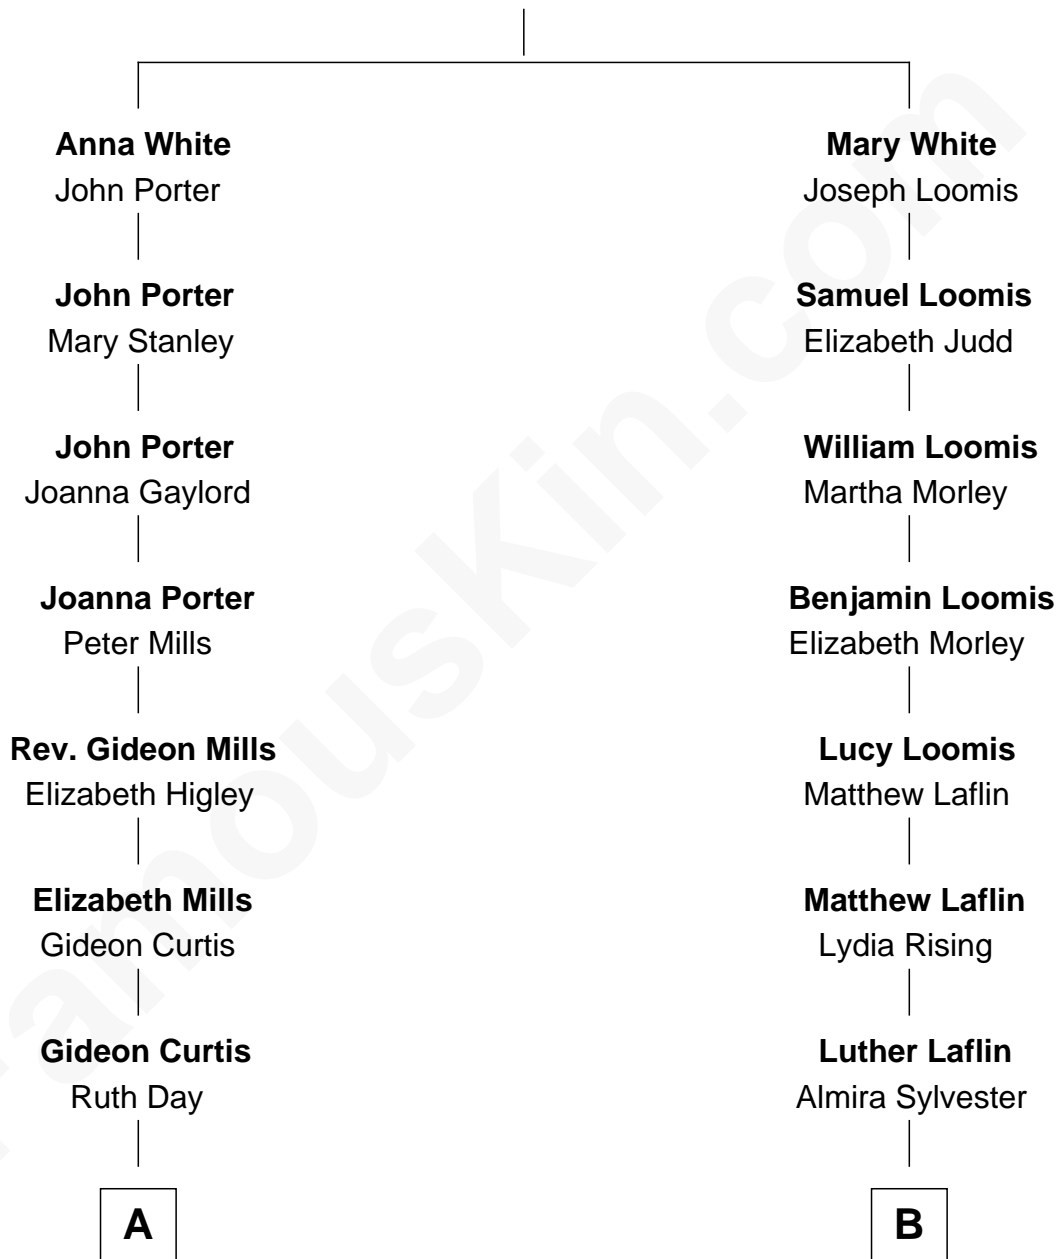 Anna White
John Porter
Mary White
Joseph Loomis
John Porter
Mary Stanley
Samuel Loomis
Elizabeth Judd
John Porter
Joanna Gaylord
William Loomis
Martha Morley
Joanna Porter
Peter Mills
Benjamin Loomis
Elizabeth Morley
Rev. Gideon Mills
Elizabeth Higley
Lucy Loomis
Matthew Laflin
Elizabeth Mills
Gideon Curtis
Matthew Laflin
Lydia Rising
Gideon Curtis
Ruth Day
Luther Laflin
Almira Sylvester
A
B
FamousKin.com